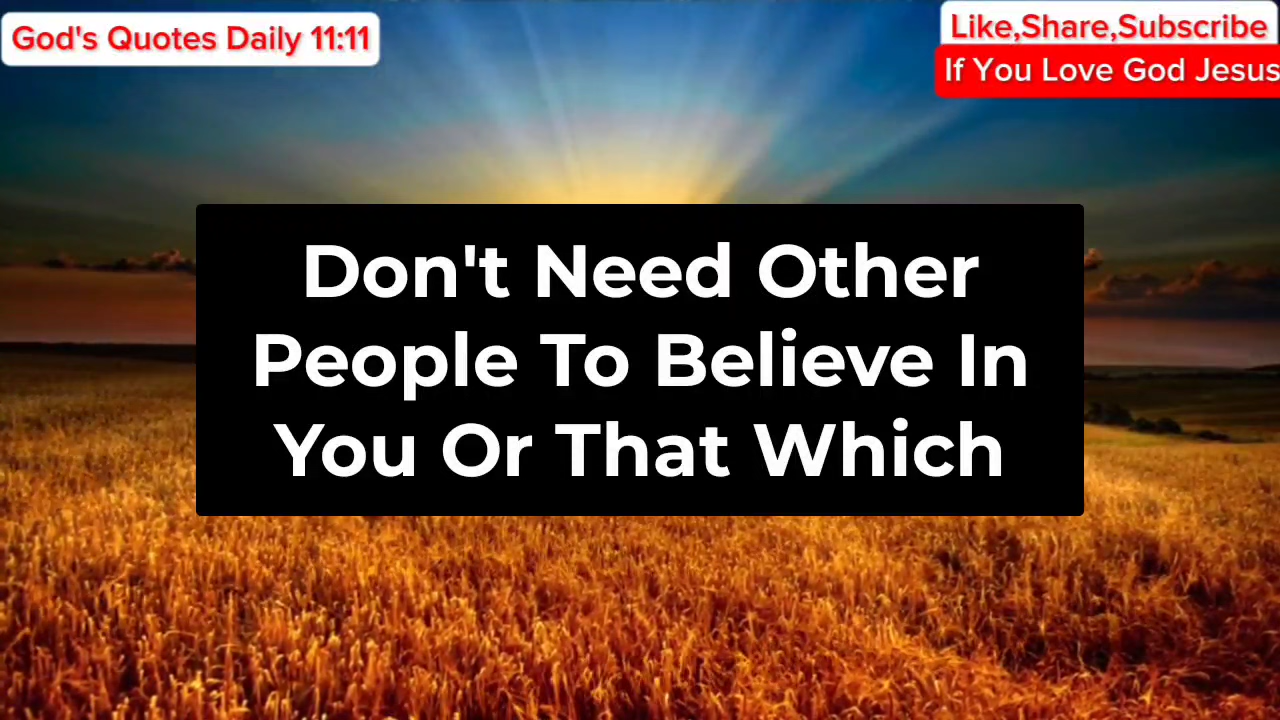 God's Quotes Daily 11:11
Like,Share,Subscribe
If You Love God Jesus
Don't Need Other
People To Believe In
You Or That Which